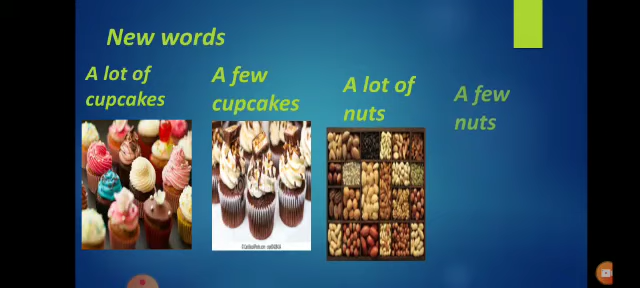 New words
A lot of
cupcakes
A few
cupcakes
A lot of
nuts
A few
nuts